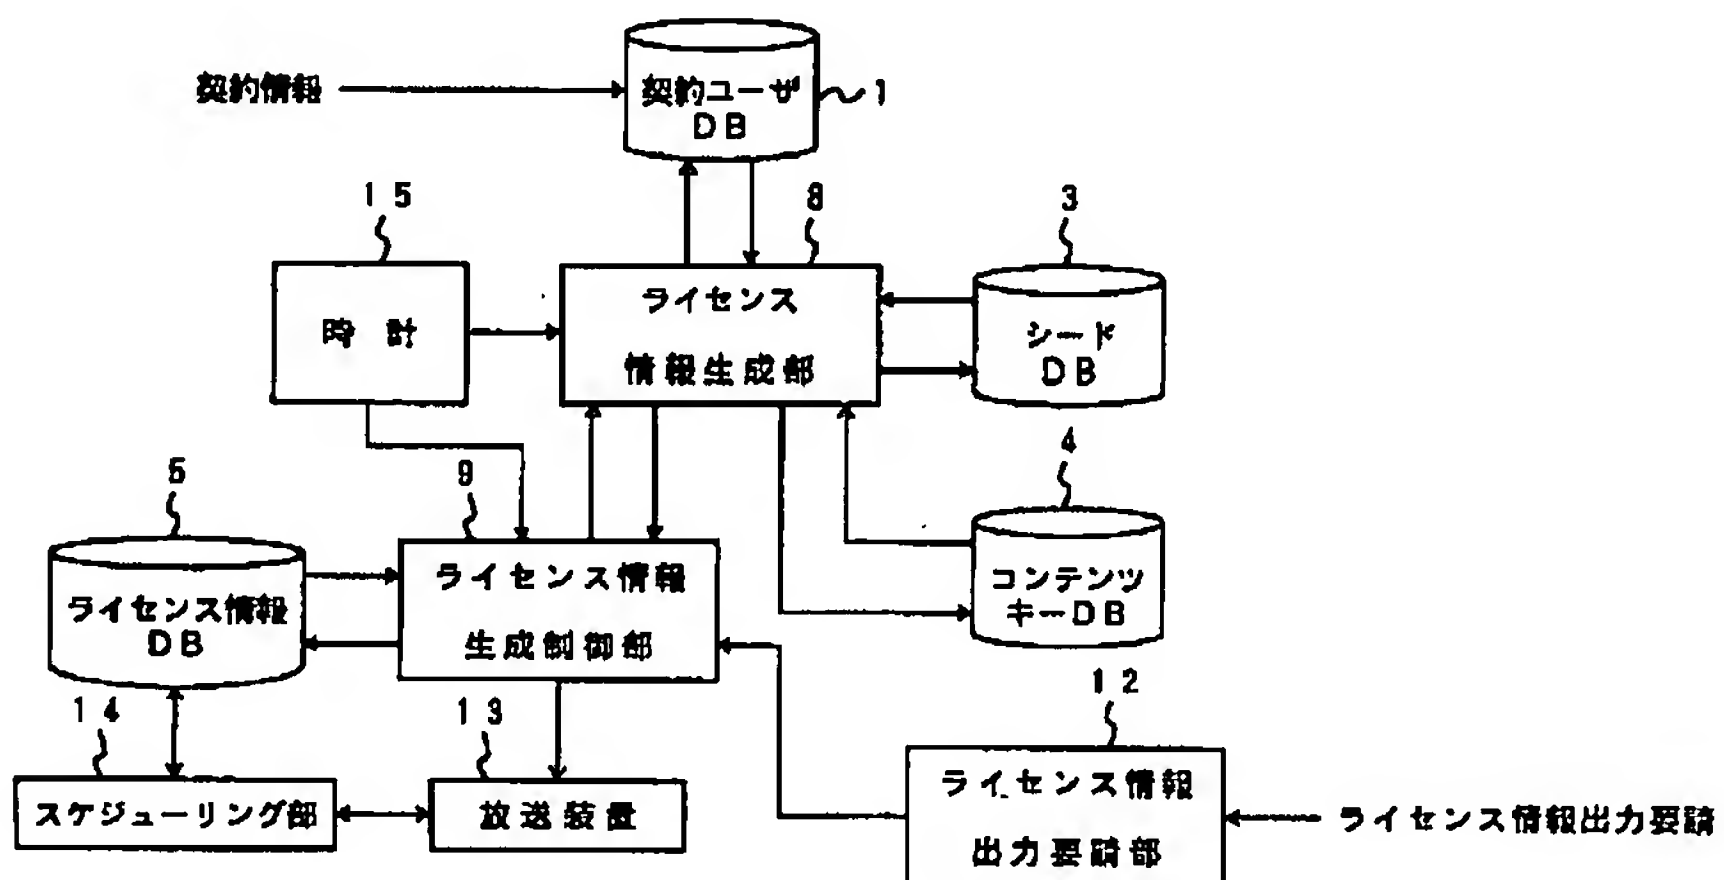 契約情報
契約ユーザ
DB
1
15
8
3
時計
ライセンス
情報生成部
シード
DB
4
5
9
ライセンス情報
DB
ライセンス情報
生成制御部
コンテンツ
キーDB
14
13
12
スケジューリング部
放送装置
ライセンス情報
出力要請部
ライセンス情報出力要請